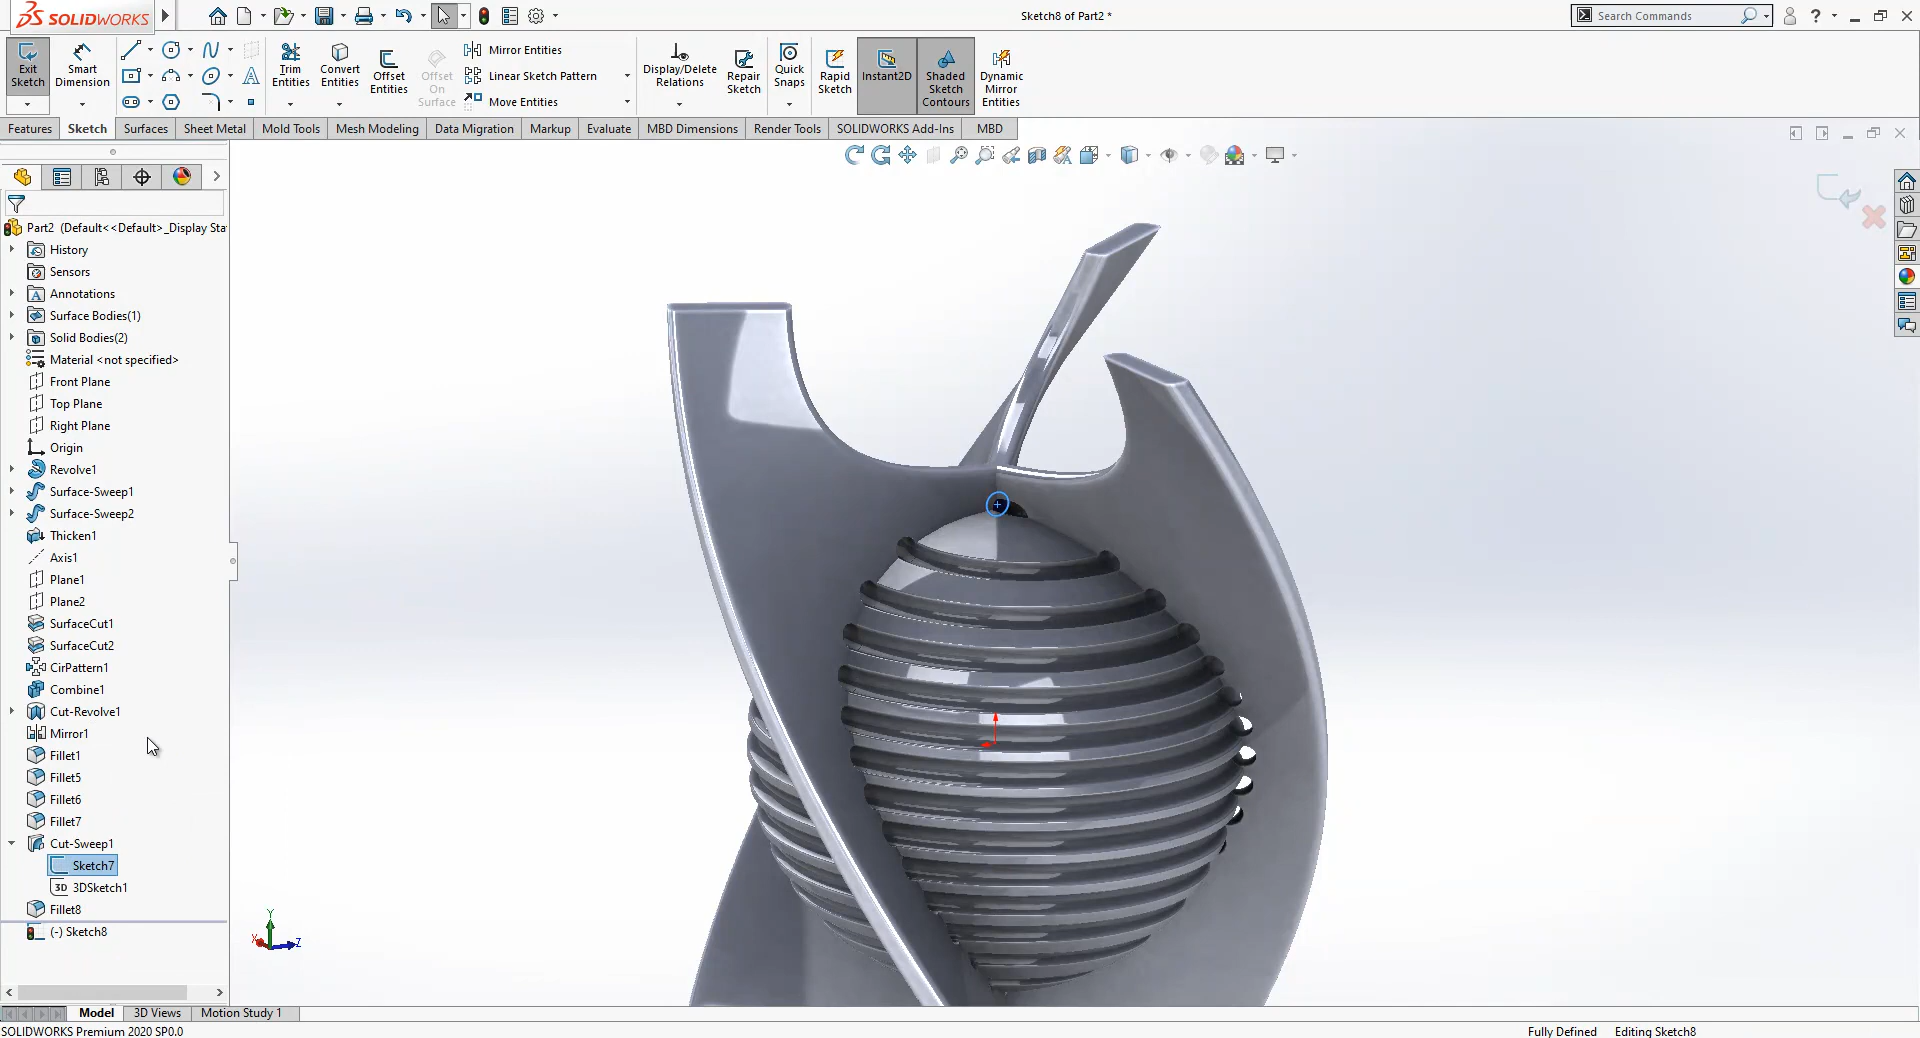 SOLIDWORKS
Sketch8 of Part2 *
Search Commands
?
Exit Sketch
Smart Dimension
Trim Entities
Convert Entities
Offset Entities
Offset On Surface
Mirror Entities
Linear Sketch Pattern
Move Entities
Display/Delete Relations
Repair Sketch
Quick Snaps
Rapid Sketch
Instant2D
Shaded Sketch Contours
Dynamic Mirror Entities
Features
Sketch
Surfaces
Sheet Metal
Mold Tools
Mesh Modeling
Data Migration
Markup
Evaluate
MBD Dimensions
Render Tools
SOLIDWORKS Add-Ins
MBD
Part2 (Default<<Default>_Display Sta
History
Sensors
Annotations
Surface Bodies(1)
Solid Bodies(2)
Material <not specified>
Front Plane
Top Plane
Right Plane
Origin
Revolve1
Surface-Sweep1
Surface-Sweep2
Thicken1
Axis1
Plane1
Plane2
SurfaceCut1
SurfaceCut2
CirPattern1
Combine1
Cut-Revolve1
Mirror1
Fillet1
Fillet5
Fillet6
Fillet7
Cut-Sweep1
Sketch7
3D 3DSketch1
Fillet8
(-) Sketch8
Y
X
Z
Model
3D Views
Motion Study 1
SOLIDWORKS Premium 2020 SP0.0
Fully Defined
Editing Sketch8